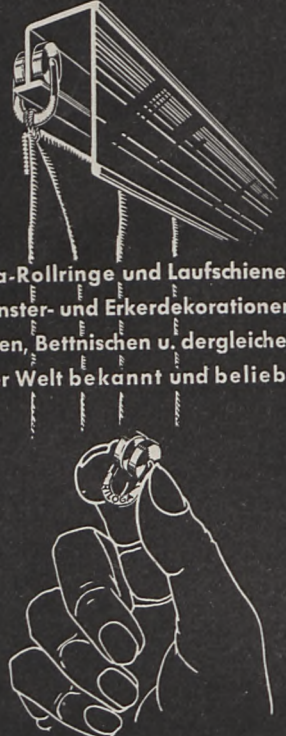 a-Rollringe und Laufschiene
nster- und Erkerdekorationen
en, Bettnischen u. dergleiche
r Welt bekannt und belieb